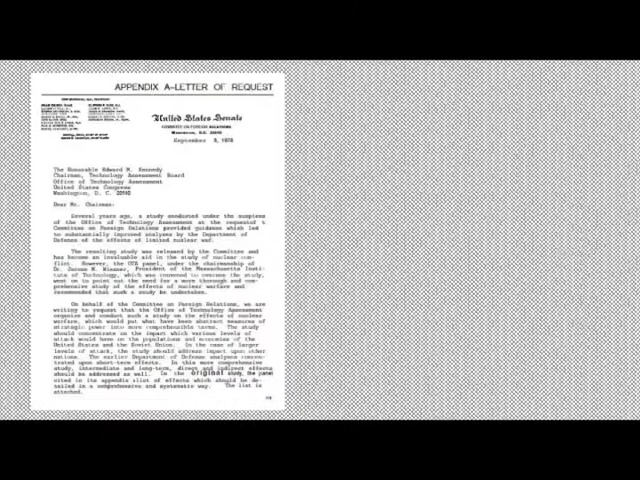 APPENDIX A–LETTER OF REQUEST
United States Senate
COMMITTEE ON FOREIGN RELATIONS
September 8, 1978
The Honorable Edward M. Kennedy
Chairman, Technology Assessment Board
Office of Technology Assessment
United States Congress
Washington, D. C. 20510
Dear Mr. Chairman:
Several years ago, a study conducted under the auspices
of the Office of Technology Assessment at the request of t
Committee on Foreign Relations provided guidance which led
to substantially improved analyses by the Department of
Defense of the effects of limited nuclear war.
The resulting study was released by the Committee and
has become an invaluable aid in the study of nuclear con-
flict. However, the OTA panel, under the chairmanship of
Dr. Jerome M. Wiesner, President of the Massachusetts Insti-
tute of Technology, which was convened to oversee the study,
went on to point out the need for a more thorough and com-
prehensive study of the effects of nuclear warfare and
recommended that such a study be undertaken.
On behalf of the Committee on Foreign Relations, we are
writing to request that the Office of Technology Assessment
organize and conduct such a study on the effects of nuclear
warfare, which would put what have been abstract measures of
strategic power into more comprehensible terms. The study
should concentrate on the impact which various levels of
attack would have on the populations and economies of the
United States and the Soviet Union. In the case of larger
levels of attack, the study should address impact upon other
nations. The earlier Department of Defense analyses concen-
trated upon short-term effects. In this more comprehensive
study, intermediate and long-term, direct and indirect effects
should be addressed as well. In the original study, the panel
cited in its appendix a list of effects which should be de-
tailed in a comprehensive and systematic way. The list is
attached.